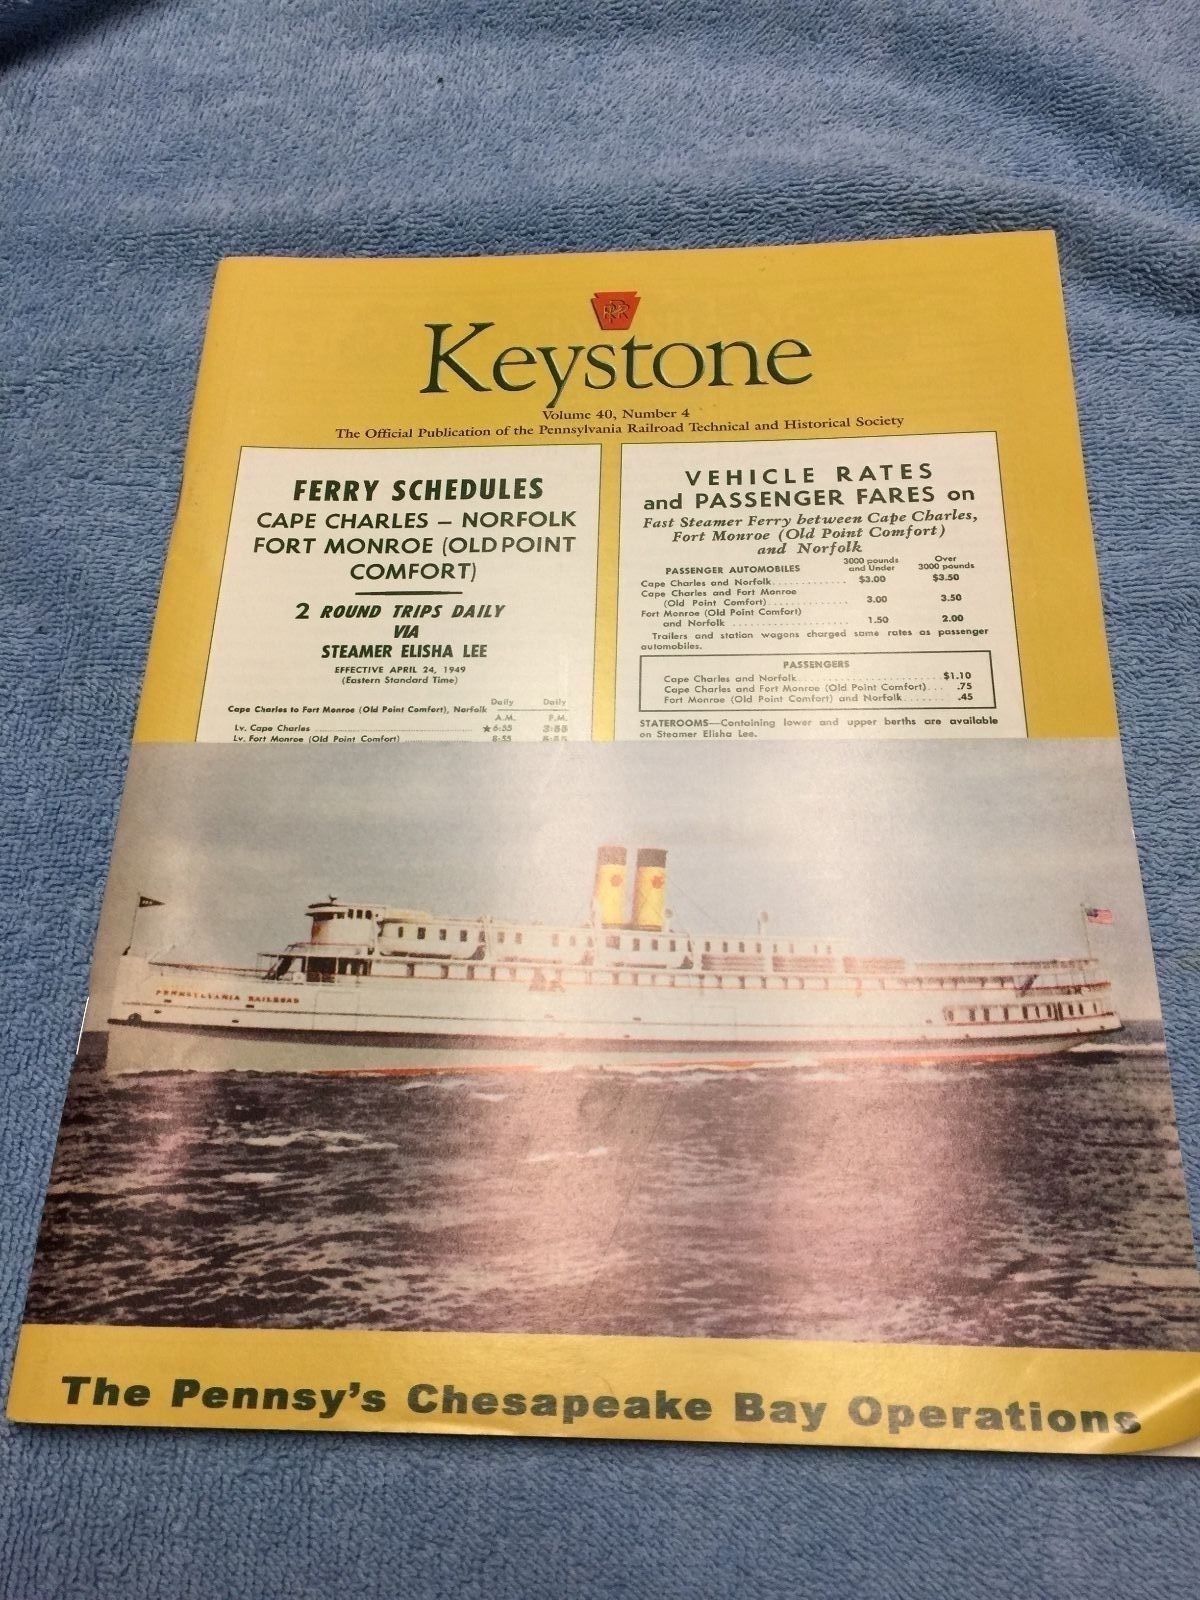 PRR
Keystone
Volume 40, Number 4
The Official Publication of the Pennsylvania Railroad Technical and Historical Society
FERRY SCHEDULES
CAPE CHARLES – NORFOLK
FORT MONROE (OLD POINT
COMFORT)
2 ROUND TRIPS DAILY
VIA
STEAMER ELISHA LEE
EFFECTIVE APRIL 24, 1949
(Eastern Standard Time)
Daily Daily
Cape Charles to Fort Monroe (Old Point Comfort), Norfolk A.M. P.M.
Lv. Cape Charles ★6:55 3:55
Lv. Fort Monroe (Old Point Comfort) 8:55
VEHICLE RATES
and PASSENGER FARES on
Fast Steamer Ferry between Cape Charles,
Fort Monroe (Old Point Comfort)
and Norfolk
PASSENGER AUTOMOBILES 3000 pounds and Under Over 3000 pounds
Cape Charles and Norfolk $3.00 $3.50
Cape Charles and Fort Monroe
(Old Point Comfort) 3.00 3.50
Fort Monroe (Old Point Comfort)
and Norfolk 1.50 2.00
Trailers and station wagons charged same rates as passenger
automobiles.
PASSENGERS
Cape Charles and Norfolk $1.10
Cape Charles and Fort Monroe (Old Point Comfort) .75
Fort Monroe (Old Point Comfort) and Norfolk .45
STATEROOMS—Containing lower and upper berths are available
on Steamer Elisha Lee.
PENNSYLVANIA RAILROAD
The Pennsy's Chesapeake Bay Operations